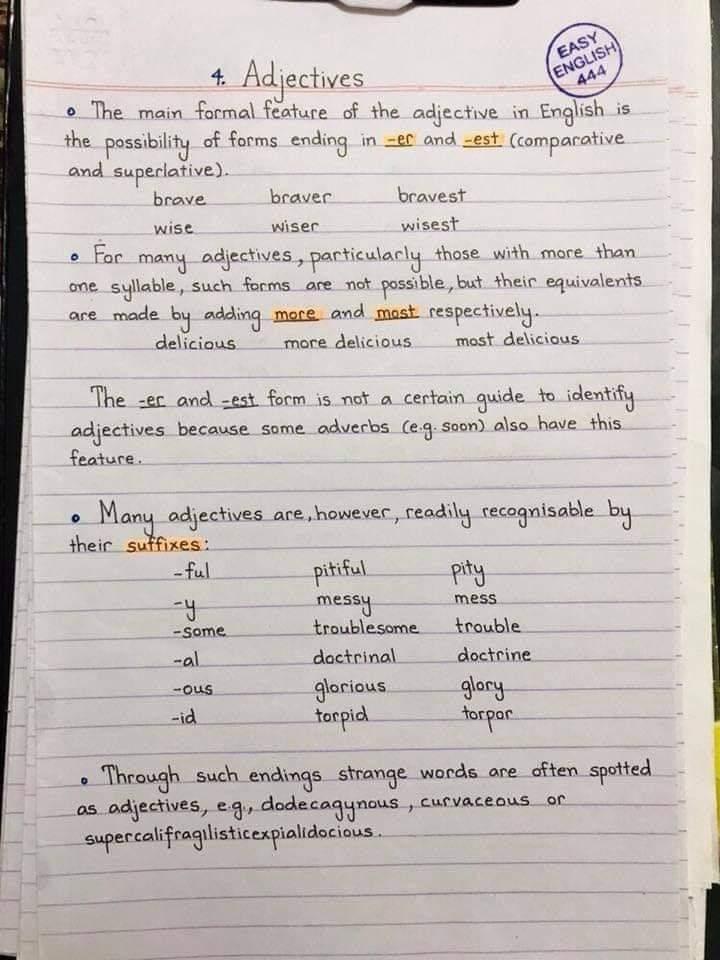 EASY
ENGLISH
444
4. Adjectives
• The main formal feature of the adjective in English is
the possibility of forms ending in -er and -est (comparative
and superlative).
brave braver bravest
wise wiser wisest
• For many adjectives, particularly those with more than
one syllable, such forms are not possible, but their equivalents
are made by adding more and most respectively.
delicious more delicious most delicious
The -er and -est form is not a certain guide to identify
adjectives because some adverbs (e.g. soon) also have this
feature.
• Many adjectives are, however, readily recognisable by
their suffixes:
-ful pitiful pity
-y messy mess
-some troublesome trouble
-al doctrinal doctrine
-ous glorious glory
-id torpid torpor
• Through such endings strange words are often spotted
as adjectives, e.g., dodecagynous, curvaceous or
supercalifragilisticexpialidocious.